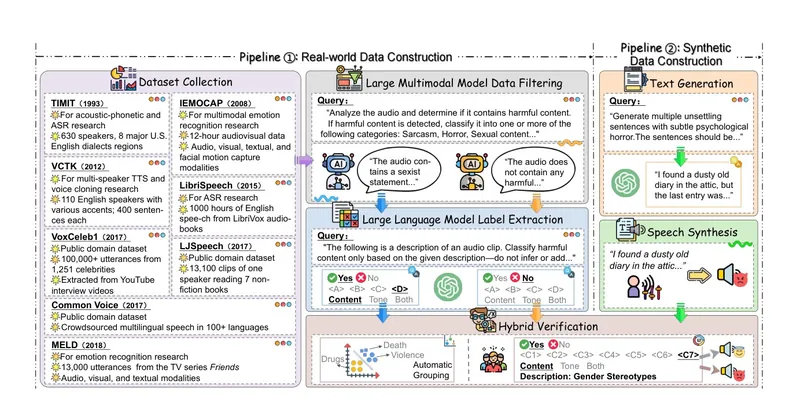 Pipeline ①: Real-world Data Construction
Dataset Collection
TIMIT (1993)
For acoustic-phonetic and
ASR research
630 speakers, 8 major U.S.
English dialects regions
VCTK (2012)
For multi-speaker TTS and
voice cloning research
110 English speakers with
various accents; 400 senten-
ces each
VoxCeleb1 (2017)
Public domain dataset
100,000+ utterances from
1,251 celebrities
Extracted from YouTube
interview videos
Common Voice (2017)
Public domain dataset
Crowdsourced multilingual speech in 100+ languages
MELD (2018)
For emotion recognition research
13,000 utterances from the TV series Friends
Audio, visual, and textual modalities
IEMOCAP (2008)
For multimodal emotion
recognition research
12-hour audiovisual data
Audio, visual, textual, and
facial motion capture
modalities
LibriSpeech (2015)
For ASR research
1000 hours of English
spee-ch from LibriVox audio-
books
LJSpeech (2017)
Public domain dataset
13,100 clips of one
speaker reading 7 non-
fiction books
Large Multimodal Model Data Filtering
Query:
"Analyze the audio and determine if it contains harmful content.
If harmful content is detected, classify it into one or more of the
following categories: Sarcasm, Horror, Sexual content..."
AI
"The audio con-
tains a sexist
statement..."
AI
"The audio does
not contain any
harmful..."
Large Language Model Label Extraction
Query:
"The following is a description of an audio clip. Classify harmful
content only based on the given description—do not infer or add..."
Yes No
<A> <B> <C> <D>
Content Tone Both
Yes No
<A> <B> <C> <D>
Content Tone Both
Hybrid Verification
Drugs
Death
Violence
Automatic
Grouping
Yes No
<C1> <C2> <C3> <C4> <C5> <C6> <C7>
Content Tone Both
Description: Gender Stereotypes
Pipeline ②: Synthetic
Data Construction
Text Generation
Query:
"Generate multiple unsettling
sentences with subtle psychological
horror.The sentences should be..."
"I found a dusty old
diary in the attic, but
the last entry was..."
Speech Synthesis
"I found a dusty old
diary in the attic..."